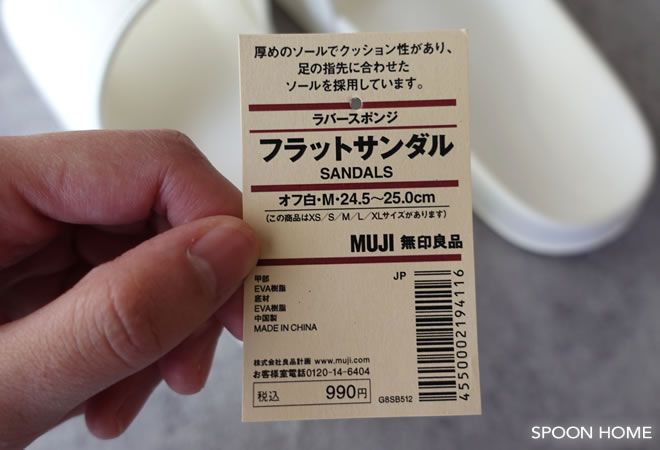 厚めのソールでクッション性があり、
足の指先に合わせた
ソールを採用しています。
ラバースポンジ
フラットサンダル
SANDALS
オフ白・M・24.5〜25.0cm
(この商品はXS/S/M/L/XLサイズがあります)
MUJI 無印良品
甲部
EVA樹脂
底材
EVA樹脂
中国製
MADE IN CHINA
JP
4550002194116
株式会社良品計画 www.muji.com
お客様室電話0120-14-6404
税込 990円
G8SB512
SPOON HOME